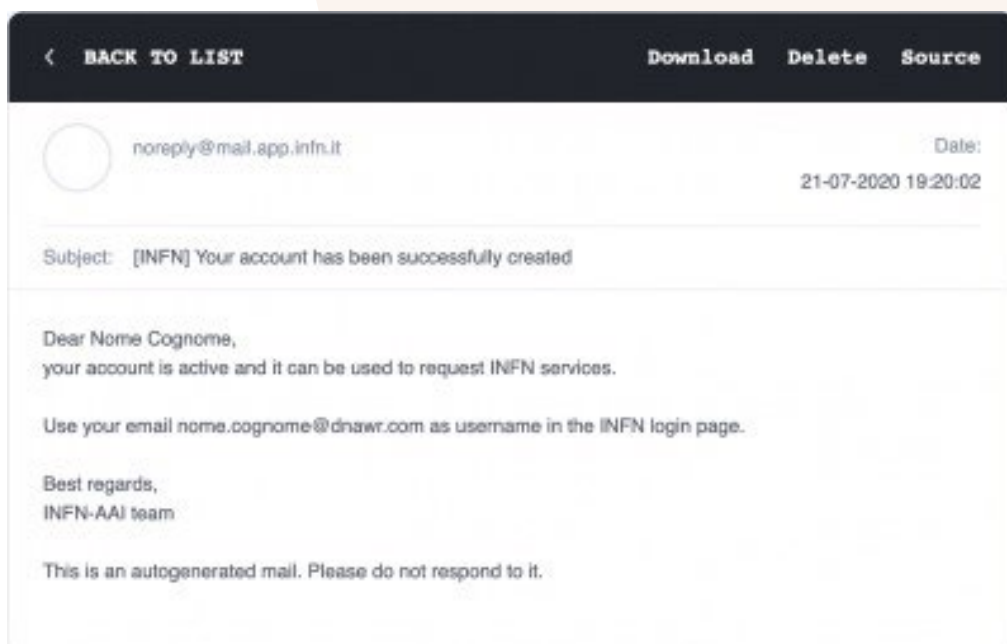 BACK TO LIST Download Delete Source
noreply@mail.app.infn.it Date:
21-07-2020 19:20:02
Subject: [INFN] Your account has been successfully created
Dear Nome Cognome,
your account is active and it can be used to request INFN services.
Use your email nome.cognome@dnawr.com as username in the INFN login page.
Best regards,
INFN-AAI team
This is an autogenerated mail. Please do not respond to it.